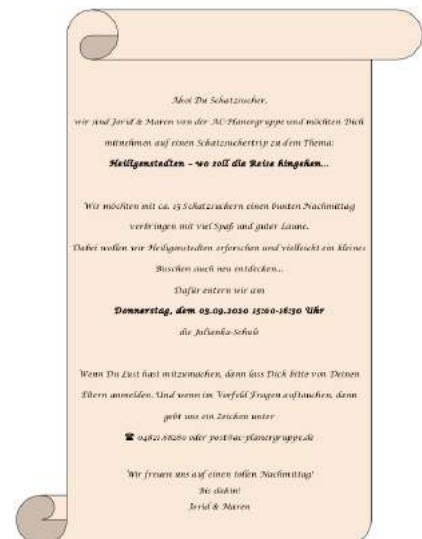 Ahoi Du Schatzsucher,
wir sind Jorid & Maren von der AC-Planergruppe und möchten Dich
mitnehmen auf einen Schatzsuchertrip zu dem Thema:
Heiligenstedten – wo soll die Reise hingehen...
Wir möchten mit ca. 15 Schatzsuchern einen bunten Nachmittag
verbringen mit viel Spaß und guter Laune.
Dabei wollen wir Heiligenstedten erforschen und vielleicht ein kleines
Bisschen auch neu entdecken...
Dafür entern wir am
Donnerstag, dem 03.09.2020 15:00-16:30 Uhr
die Julianka-Schule
Wenn Du Lust hast mitzumachen, dann lass Dich bitte von Deinen
Eltern anmelden. Und wenn im Vorfeld Fragen auftauchen, dann
gebt uns ein Zeichen unter
☎ 04821.68280 oder post@ac-planergruppe.de
Wir freuen uns auf einen tollen Nachmittag!
Bis dahin!
Jorid & Maren